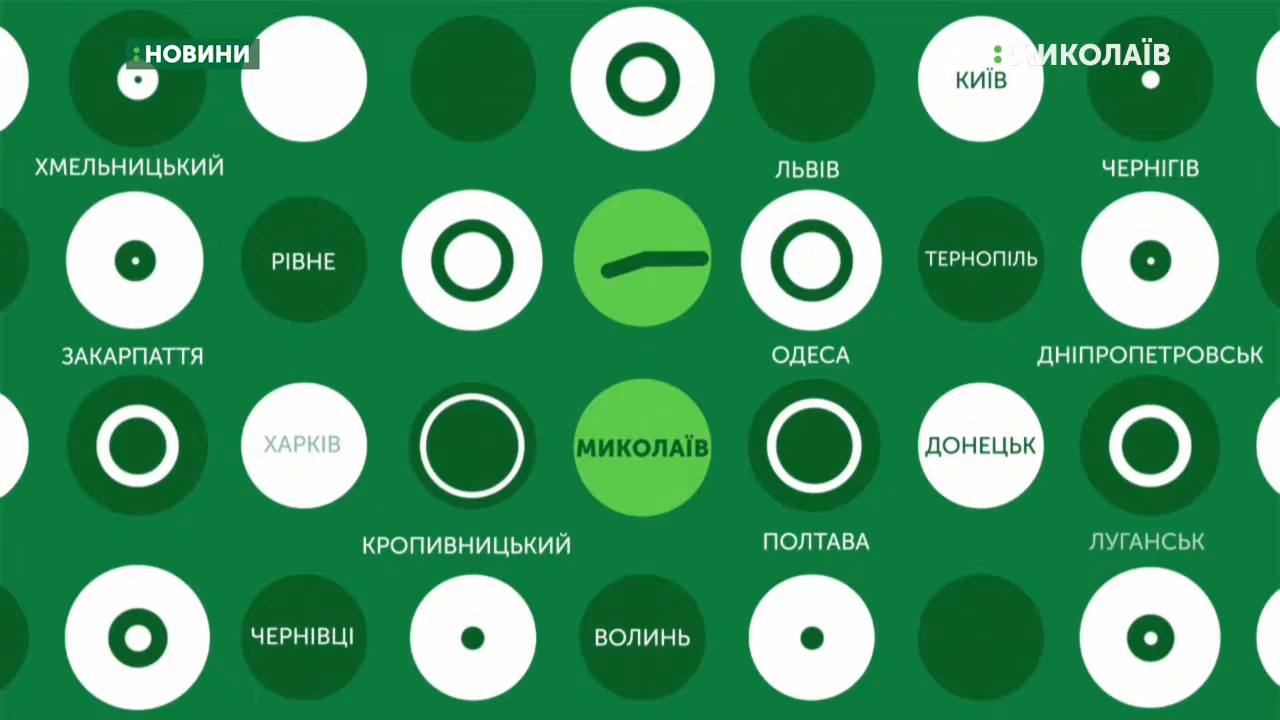 :НОВИНИ
:МИКОЛАЇВ
КИЇВ
ХМЕЛЬНИЦЬКИЙ
ЛЬВІВ
ЧЕРНІГІВ
РІВНЕ
ТЕРНОПІЛЬ
ЗАКАРПАТТЯ
ОДЕСА
ДНІПРОПЕТРОВСЬК
ХАРКІВ
МИКОЛАЇВ
ДОНЕЦЬК
КРОПИВНИЦЬКИЙ
ПОЛТАВА
ЛУГАНСЬК
ЧЕРНІВЦІ
ВОЛИНЬ